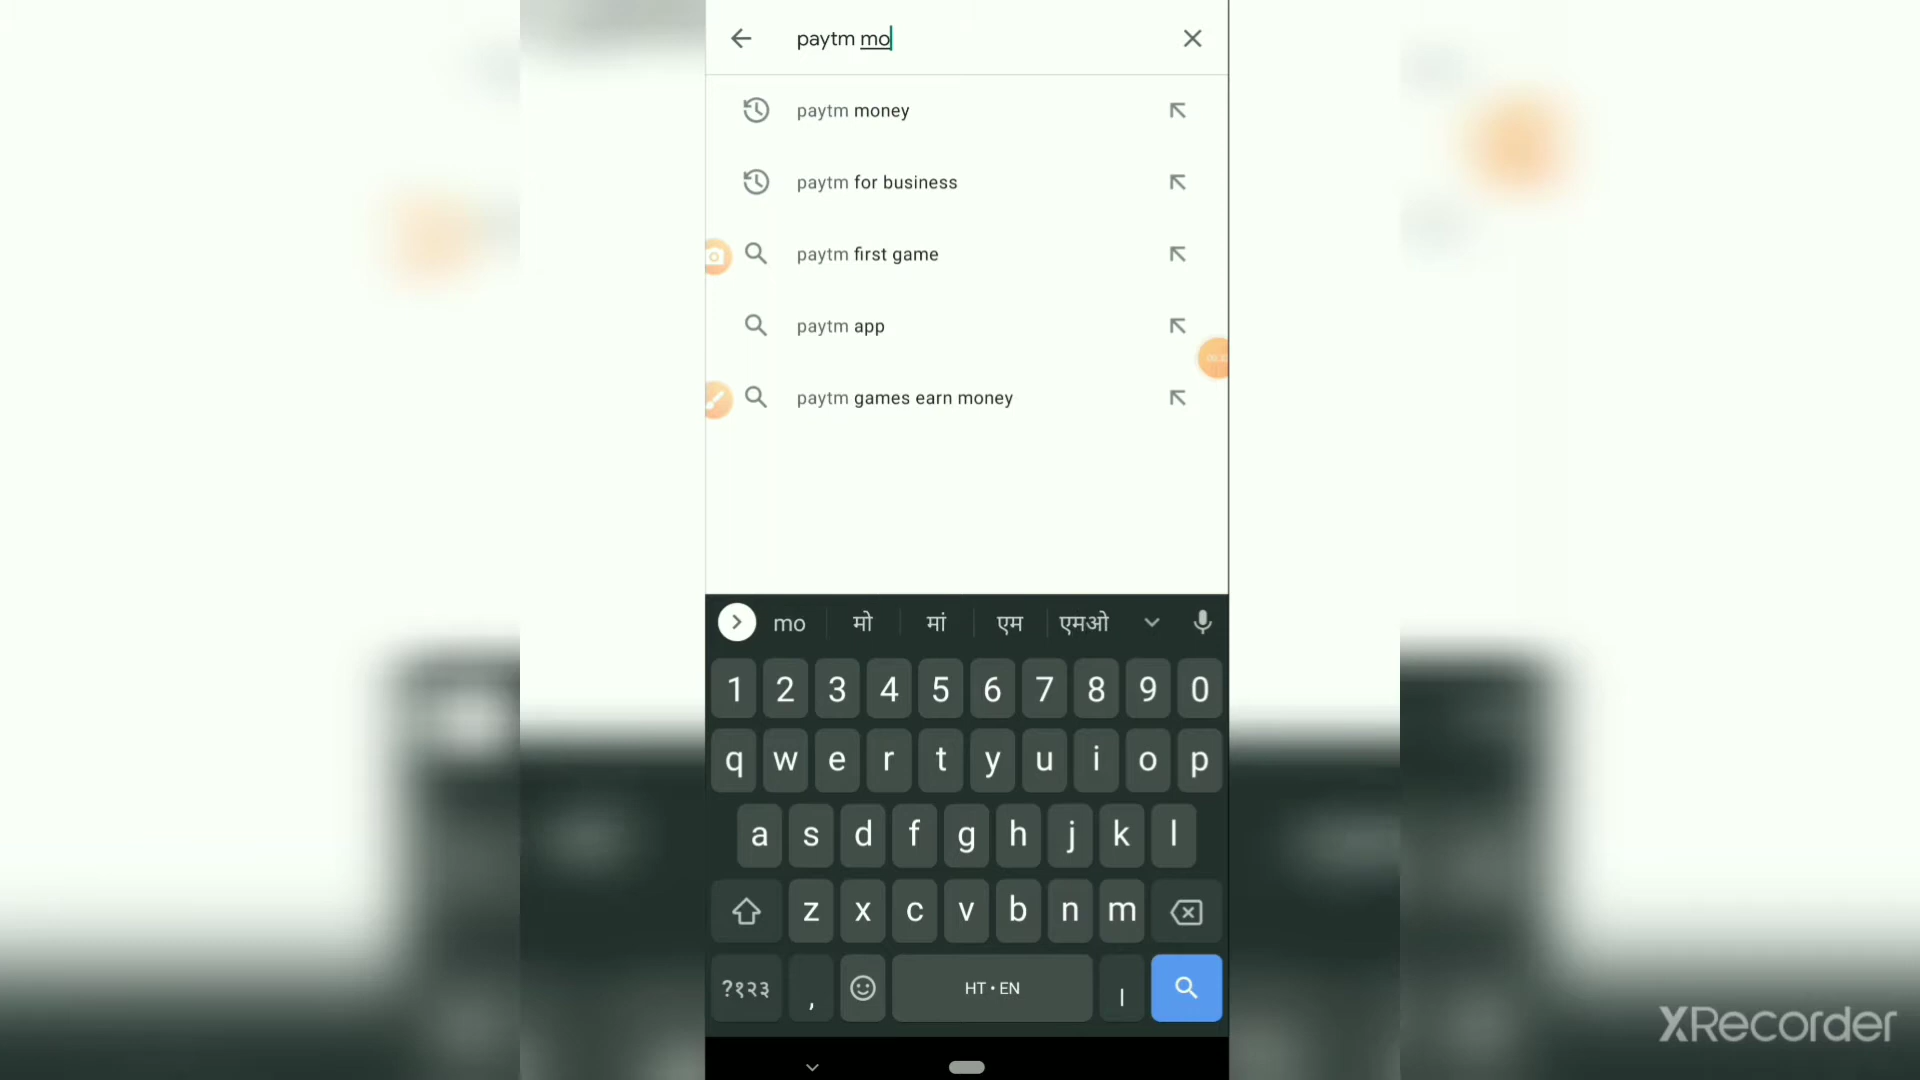 paytm mo
paytm money
paytm for business
paytm first game
paytm app
paytm games earn money
mo मो मां एम एमओ
1 2 3 4 5 6 7 8 9 0
q w e r t y u i o p
a s d f g h j k l
z x c v b n m
?१२३ , HT • EN ।
XRecorder